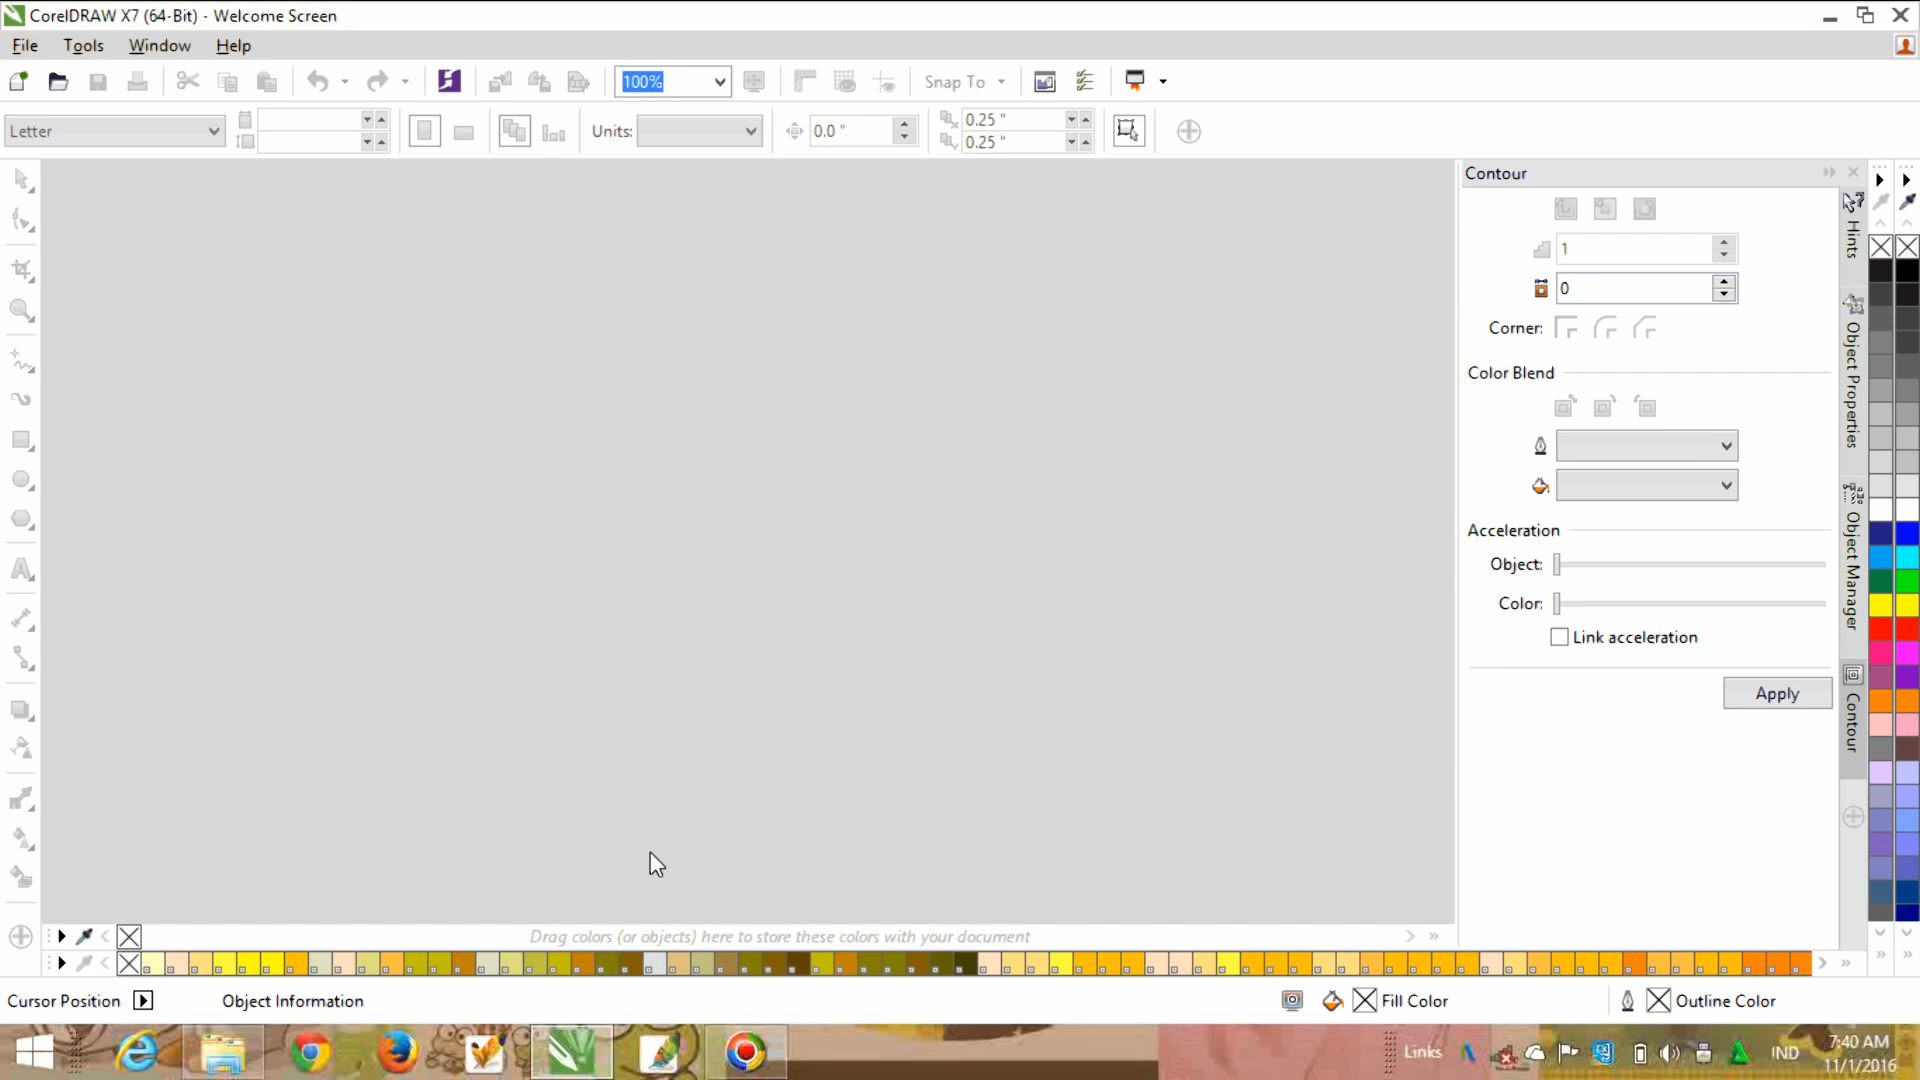 CorelDRAW X7 (64-Bit) - Welcome Screen
File Tools Window Help
100%
Snap To
Letter
Units:
0.0 "
0.25 "
0.25 "
Contour
1
0
Corner:
Color Blend
Acceleration
Object:
Color:
Link acceleration
Apply
Hints
Object Properties
Object Manager
Contour
Drag colors (or objects) here to store these colors with your document
Cursor Position
Object Information
Fill Color
Outline Color
Links
IND
7:40 AM
11/1/2016